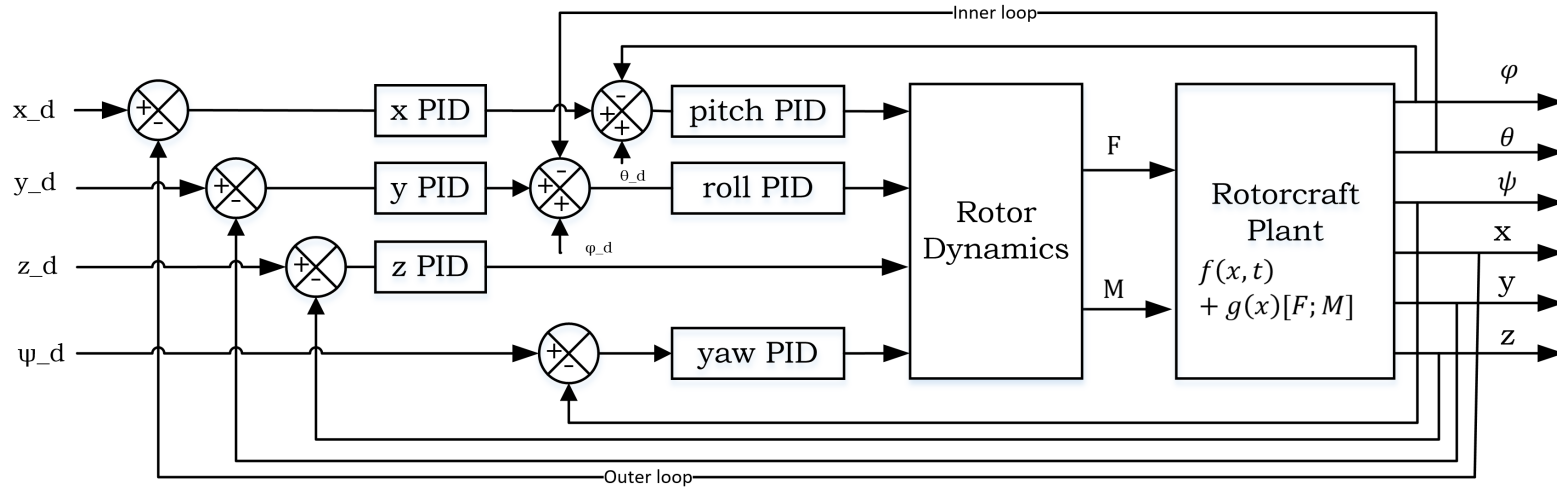 Inner loop
x_d
+
-
x PID
-
+
+
pitch PID
φ
θ_d
y_d
+
-
y PID
-
+
+
roll PID
F
θ
ψ
φ_d
Rotor
Dynamics
Rotorcraft
Plant
f(x,t)
+ g(x)[F; M]
x
z_d
+
-
z PID
M
y
ψ_d
+
-
yaw PID
z
Outer loop